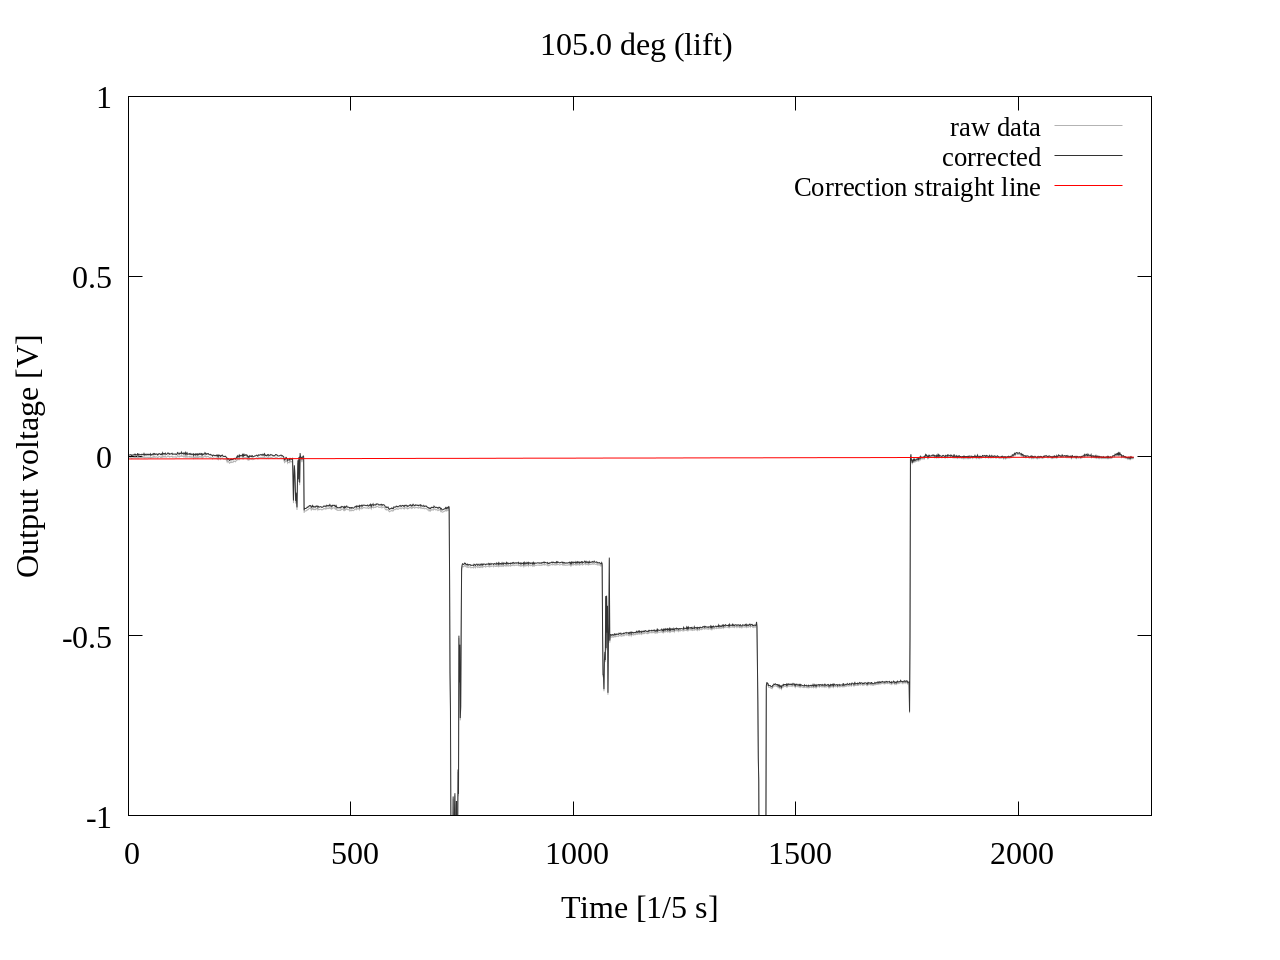 105.0 deg (lift)
1
raw data
corrected
Correction straight line
0.5
0
-0.5
-1
Output voltage [V]
0 500 1000 1500 2000
Time [1/5 s]